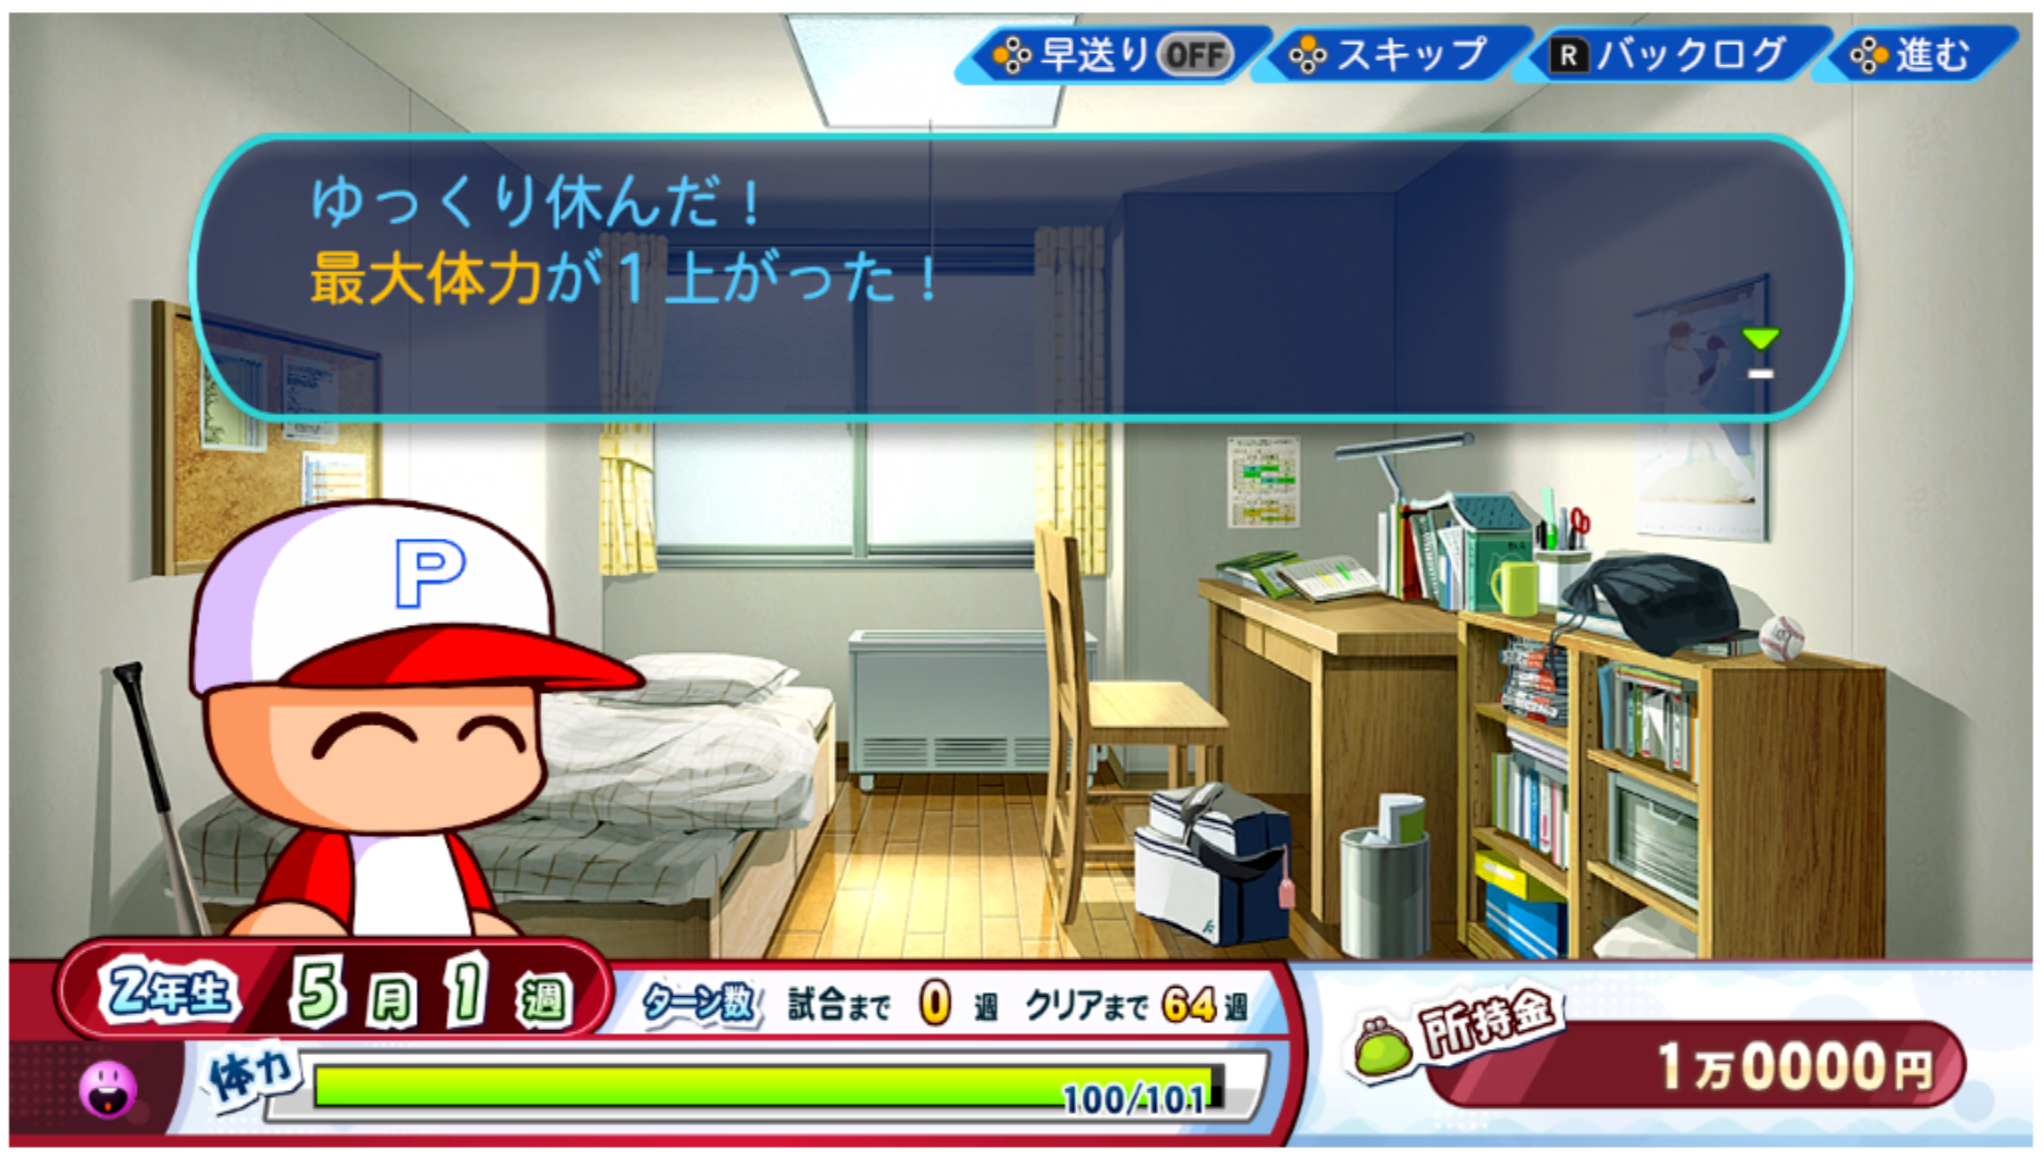 早送り OFF スキップ R バックログ 進む
ゆっくり休んだ！
最大体力が１上がった！
P
2年生 5月1週 ターン数 試合まで 0 週 クリアまで 64 週
体力 100/101
所持金
1万0000円